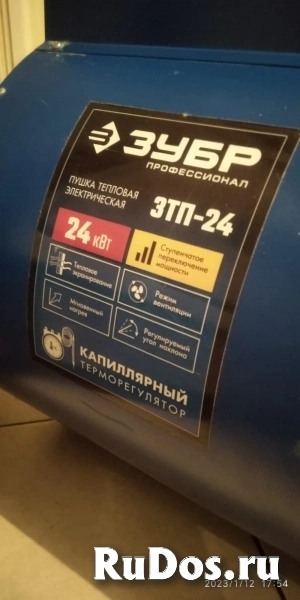 ЗУБР
ПРОФЕССИОНАЛ
ПУШКА ТЕПЛОВАЯ
ЭЛЕКТРИЧЕСКАЯ
ЗТП-24
24 кВт
Ступенчатое
переключение
мощности
Тепловое
экранирование
Режим
вентиляции
Мгновенный
нагрев
Регулируемый
угол наклона
КАПИЛЛЯРНЫЙ
ТЕРМОРЕГУЛЯТОР
2023/1/12 17:54
RuDos.ru